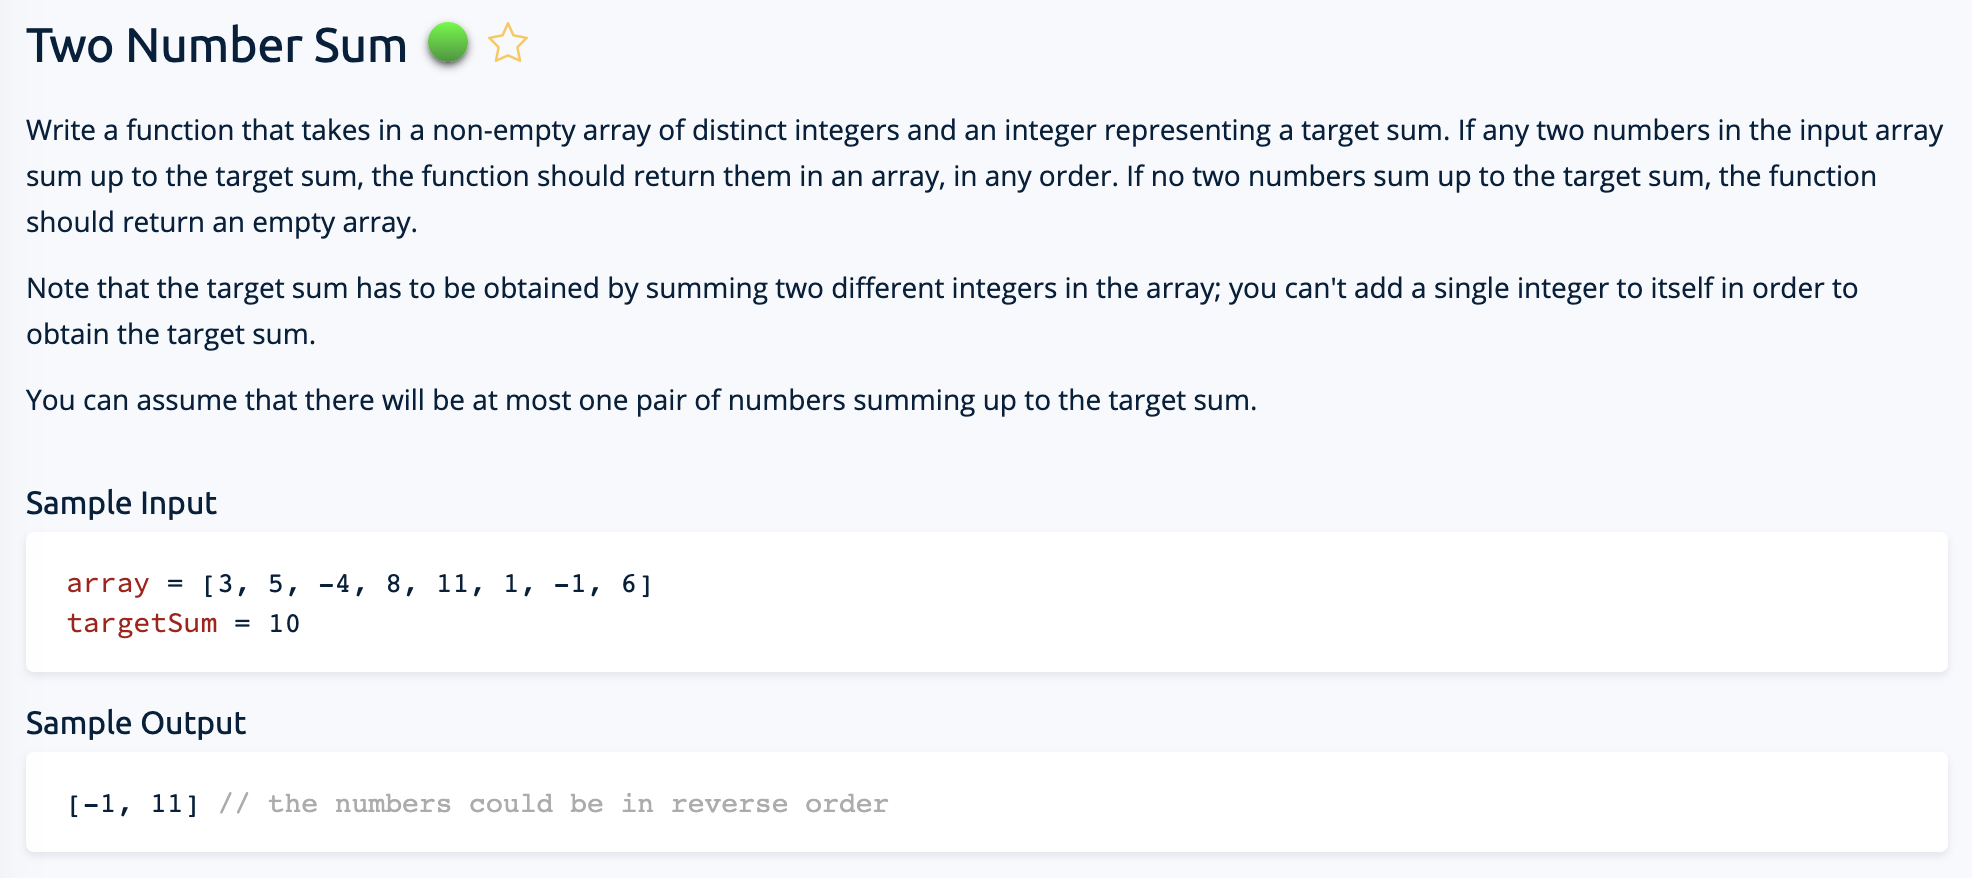 Two Number Sum
Write a function that takes in a non-empty array of distinct integers and an integer representing a target sum. If any two numbers in the input array
sum up to the target sum, the function should return them in an array, in any order. If no two numbers sum up to the target sum, the function
should return an empty array.
Note that the target sum has to be obtained by summing two different integers in the array; you can't add a single integer to itself in order to
obtain the target sum.
You can assume that there will be at most one pair of numbers summing up to the target sum.
Sample Input
array = [3, 5, -4, 8, 11, 1, -1, 6]
targetSum = 10
Sample Output
[-1, 11] // the numbers could be in reverse order